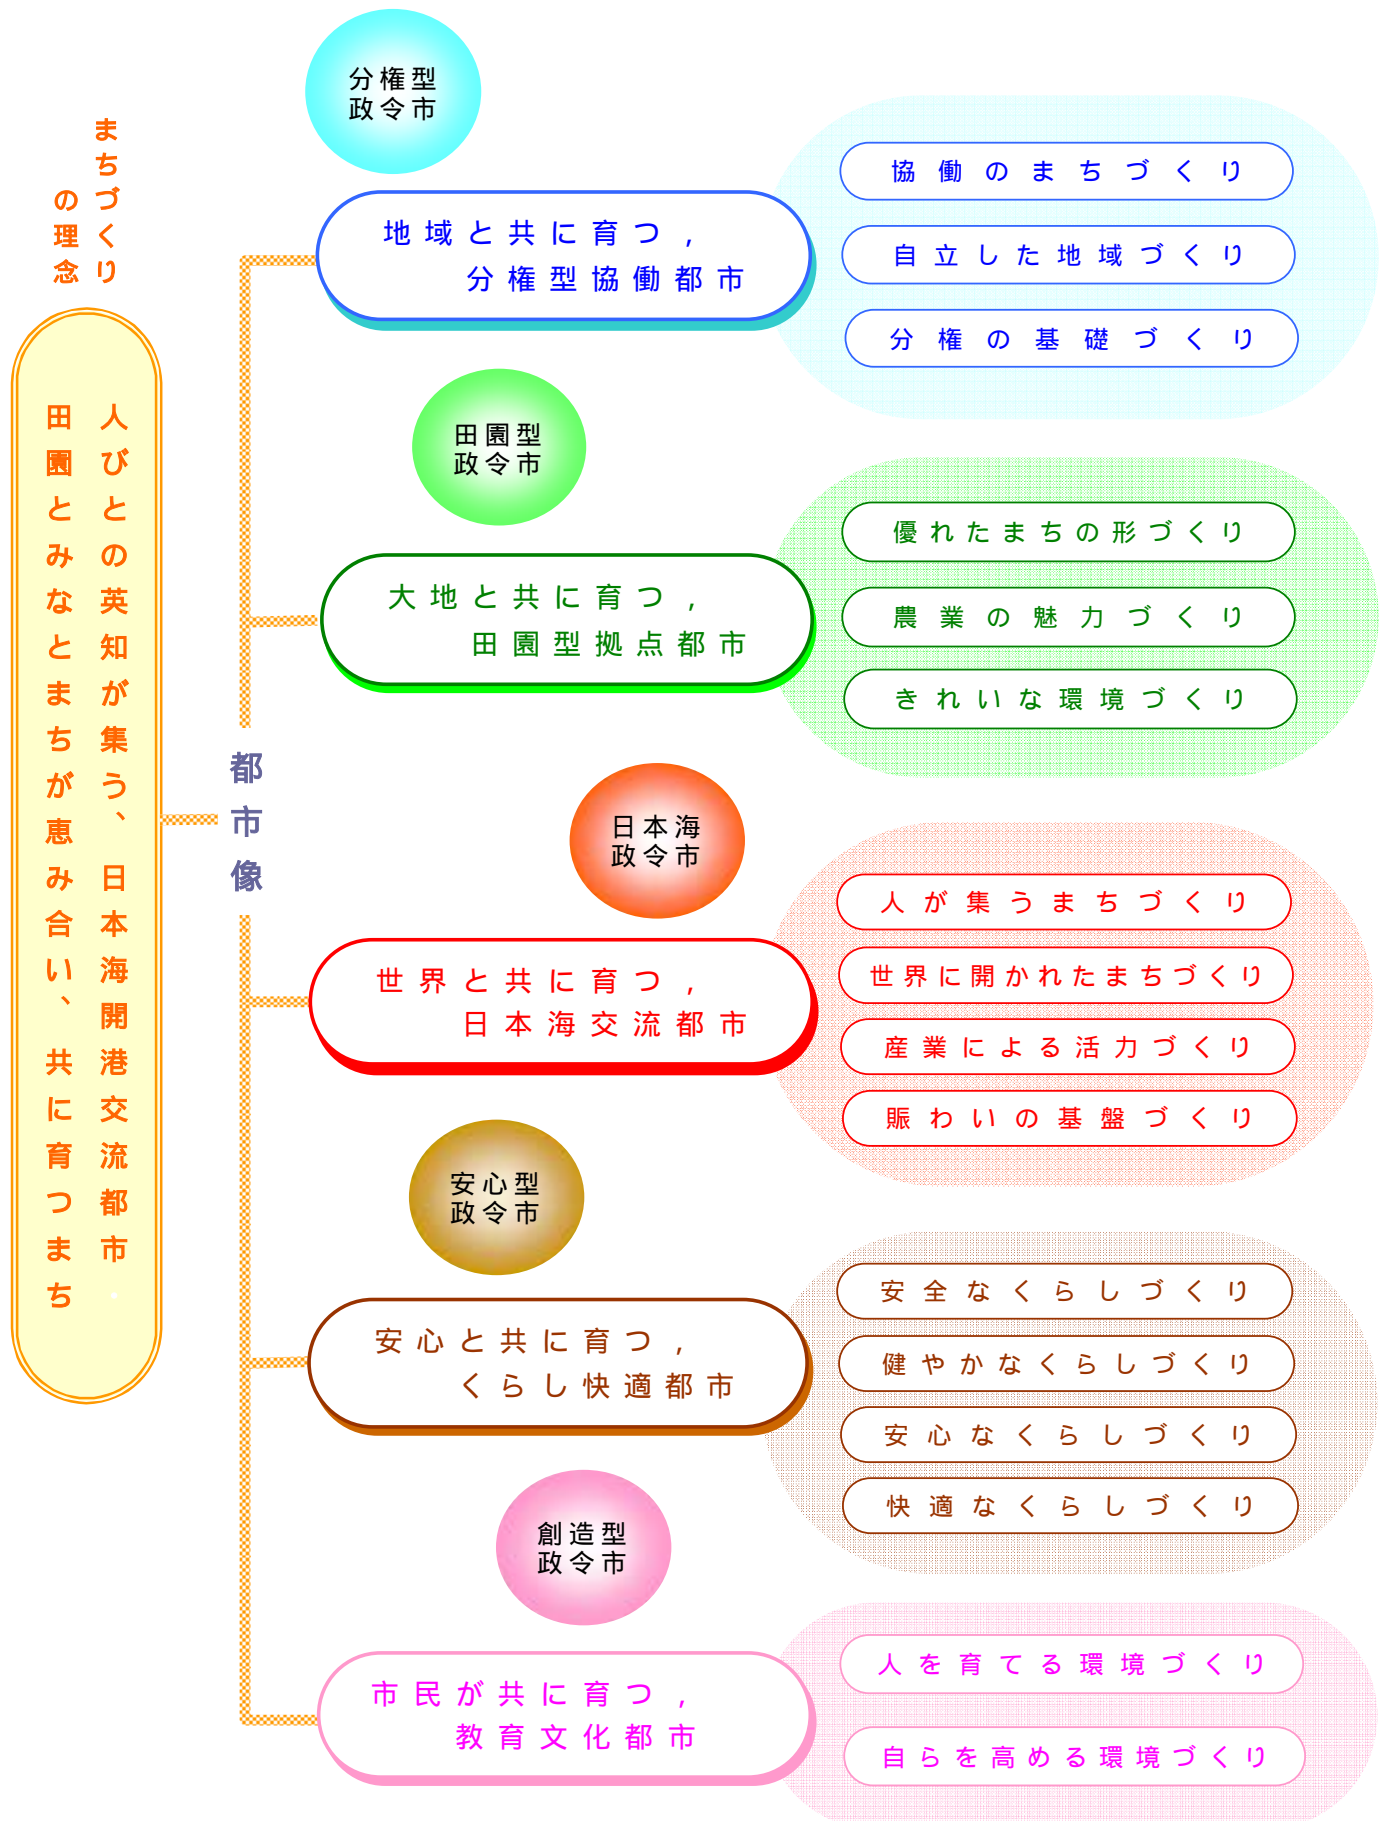 まちづくり
の理念
人びとの英知が集う、日本海開港交流都市
田園とみなとまちが恵み合い、共に育つまち
都市像
分権型
政令市
地域と共に育つ，
分権型協働都市
協働のまちづくり
自立した地域づくり
分権の基礎づくり
田園型
政令市
大地と共に育つ，
田園型拠点都市
優れたまちの形づくり
農業の魅力づくり
きれいな環境づくり
日本海
政令市
世界と共に育つ，
日本海交流都市
人が集うまちづくり
世界に開かれたまちづくり
産業による活力づくり
賑わいの基盤づくり
安心型
政令市
安心と共に育つ，
くらし快適都市
安全なくらしづくり
健やかなくらしづくり
安心なくらしづくり
快適なくらしづくり
創造型
政令市
市民が共に育つ，
教育文化都市
人を育てる環境づくり
自らを高める環境づくり